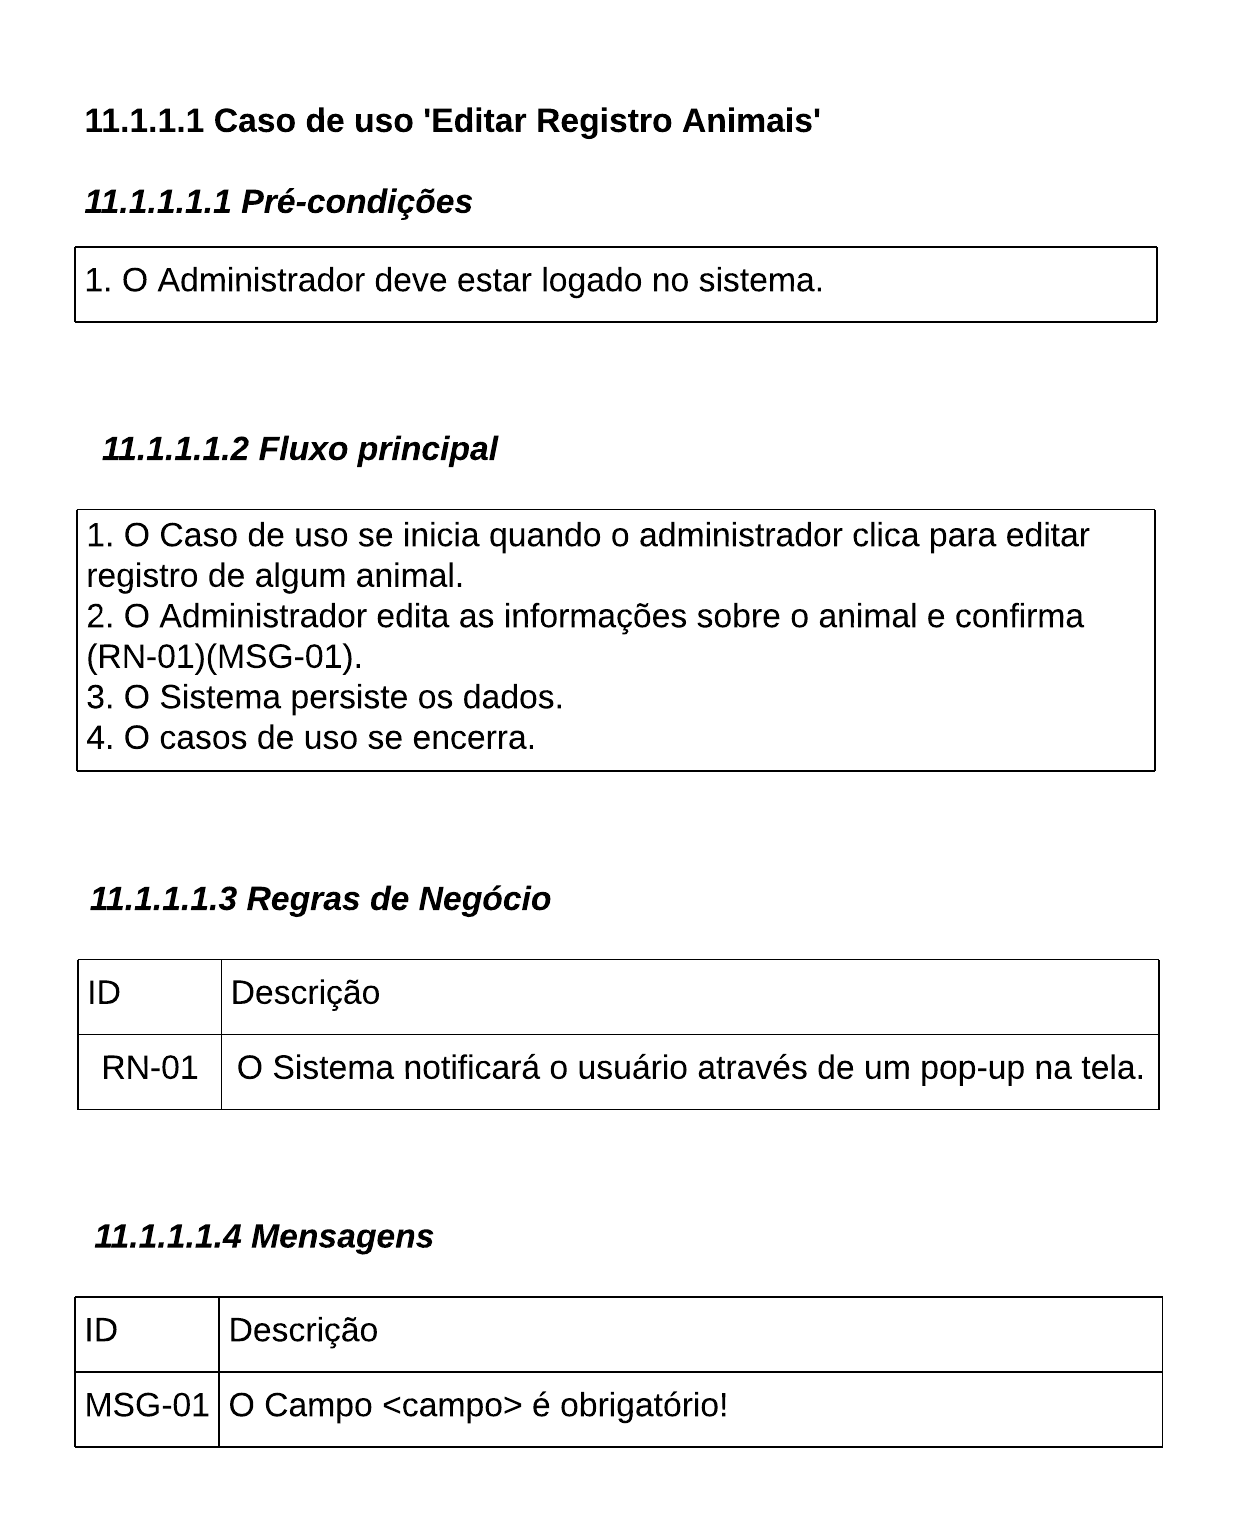 11.1.1.1 Caso de uso 'Editar Registro Animais'
11.1.1.1.1 Pré-condições
1. O Administrador deve estar logado no sistema.
11.1.1.1.2 Fluxo principal
1. O Caso de uso se inicia quando o administrador clica para editar
registro de algum animal.
2. O Administrador edita as informações sobre o animal e confirma
(RN-01)(MSG-01).
3. O Sistema persiste os dados.
4. O casos de uso se encerra.
11.1.1.1.3 Regras de Negócio
ID Descrição
RN-01 O Sistema notificará o usuário através de um pop-up na tela.
11.1.1.1.4 Mensagens
ID Descrição
MSG-01 O Campo <campo> é obrigatório!